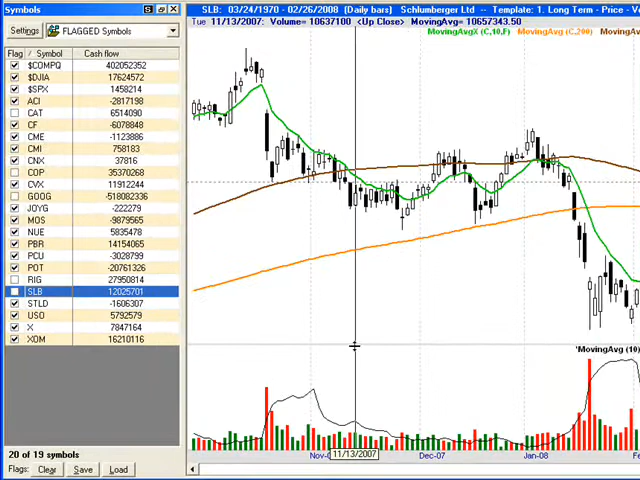 Symbols
SLB: 03/24/1970 - 02/26/2008 (Daily bars) Schlumberger Ltd -- Template: 1. Long Term - Price - V
Tue 11/13/2007: Volume= 10637100 <Up Close> MovingAvg= 10657343.50
Settings FLAGGED Symbols
MovingAvgX (C,10,F) MovingAvg (C,200) MovingAv
Flag / Symbol Cash flow
$COMPQ 402052352
$DJIA 17624572
$SPX 1458214
ACI -2817198
CAT 6514090
CF -6078848
CME -1123886
CMI 758183
CNX 37816
COP 35370268
CVX 11912244
GOOG -518082336
JOYG -222279
MOS -9879565
NUE 5835478
PBR 14154065
PCU -3028799
POT -20761326
RIG 27950814
SLB 12025701
STLD -1606307
USO 5792579
X 7847164
XOM 16210116
'MovingAvg (10)
20 of 19 symbols
Nov-0 11/13/2007 Dec-07 Jan-08 Fe
Flags: Clear Save Load